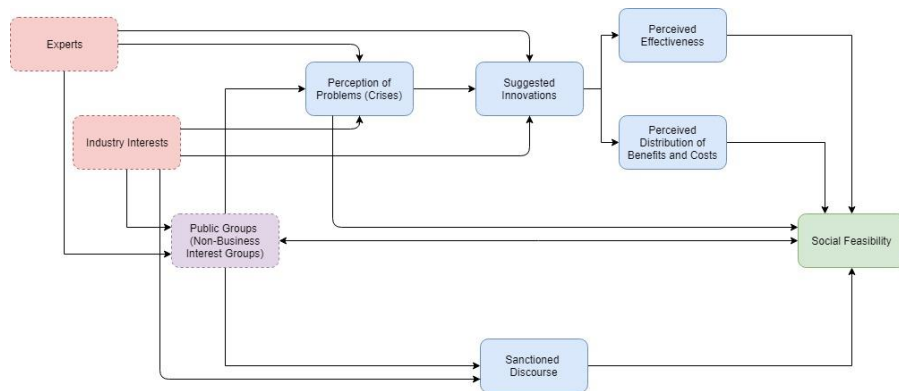 Experts
Perceived
Effectiveness
Perception of
Problems (Crises)
Suggested
Innovations
Industry Interests
Perceived
Distribution of
Benefits and Costs
Public Groups
(Non-Business
Interest Groups)
Social Feasibility
Sanctioned
Discourse